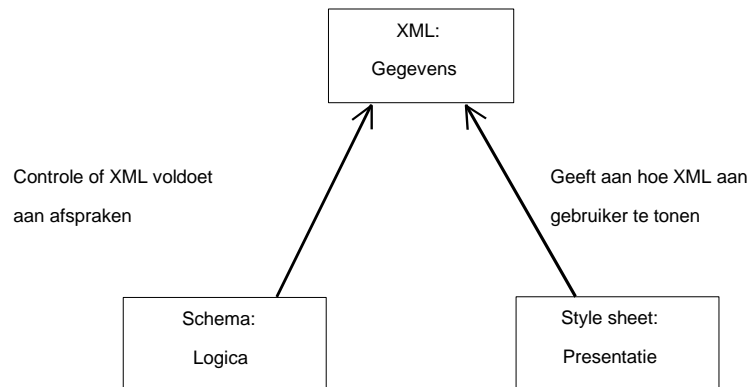 XML:
Gegevens
Controle of XML voldoet
aan afspraken
Geeft aan hoe XML aan
gebruiker te tonen
Schema:
Logica
Style sheet:
Presentatie